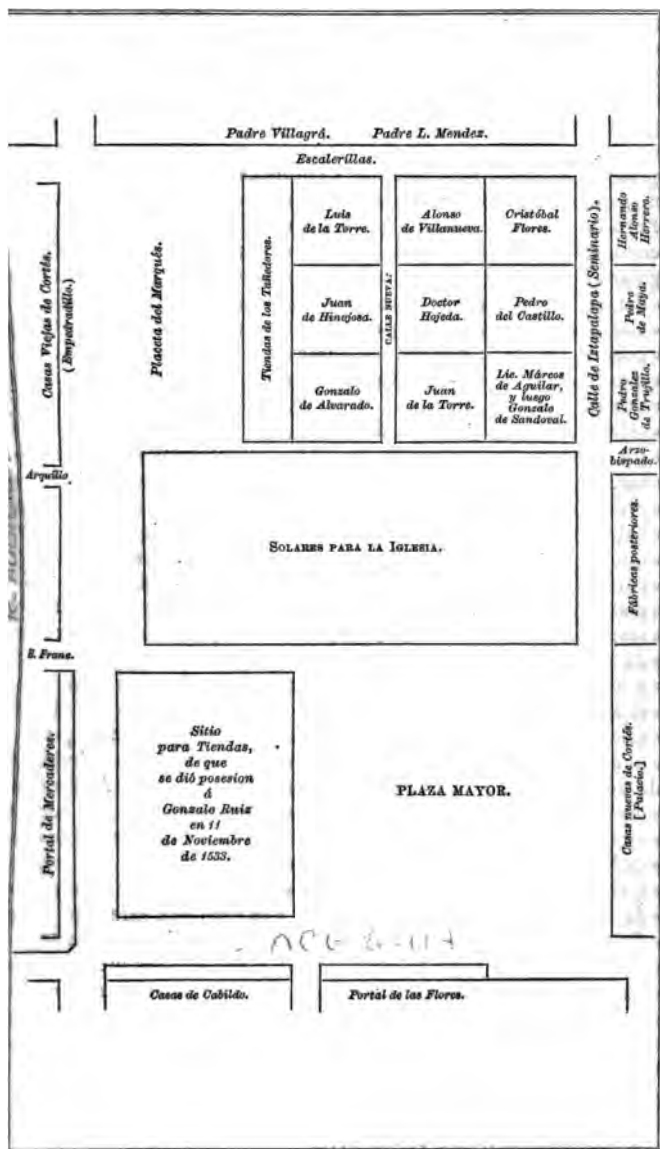 Padre Villagrá. Padre L. Mendez.
Escalerillas.
Casas Viejas de Cortés.
(Empedradillo.)
Placeta del Marqués.
Tiendas de los Tañedores.
Luis
de la Torre.
Juan
de Hinojosa.
Gonzalo
de Alvarado.
CALLE NUEVA.
Alonso
de Villanueva.
Doctor
Hojeda.
Juan
de la Torre.
Cristóbal
Flores.
Pedro
del Castillo.
Lic. Márcos
de Aguilar,
y luego
Gonzalo
de Sandoval.
Calle de Iztapalapa (Seminario).
Hernando
Alonso
Herrero.
Pedro
de Maya.
Pedro
Gonzalez
de Trujillo.
Arzo-
bispado.
Arquillo
SOLARES PARA LA IGLESIA.
Fábricas posteriores.
S. Franc.
Portal de Mercaderes.
Sitio
para Tiendas,
de que
se dió posesion
á
Gonzalo Ruiz
en 11
de Noviembre
de 1533.
PLAZA MAYOR.
Casas nuevas de Cortés.
[Palacio.]
Casas de Cabildo.
Portal de las Flores.